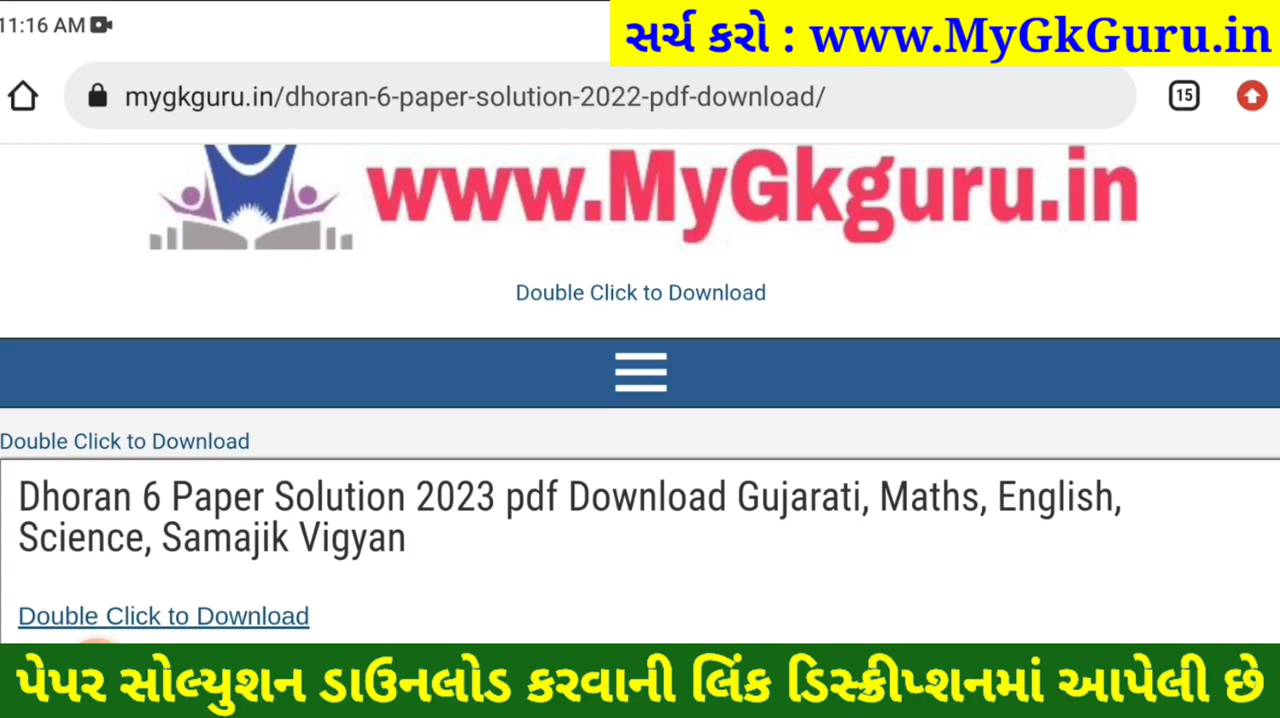 11:16 AM
સર્ચ કરો : www.MyGkGuru.in
mygkguru.in/dhoran-6-paper-solution-2022-pdf-download/
15
www.MyGkguru.in
Double Click to Download
Double Click to Download
Dhoran 6 Paper Solution 2023 pdf Download Gujarati, Maths, English,
Science, Samajik Vigyan
Double Click to Download
પેપર સોલ્યુશન ડાઉનલોડ કરવાની લિંક ડિસ્ક્રીપ્શનમાં આપેલી છે